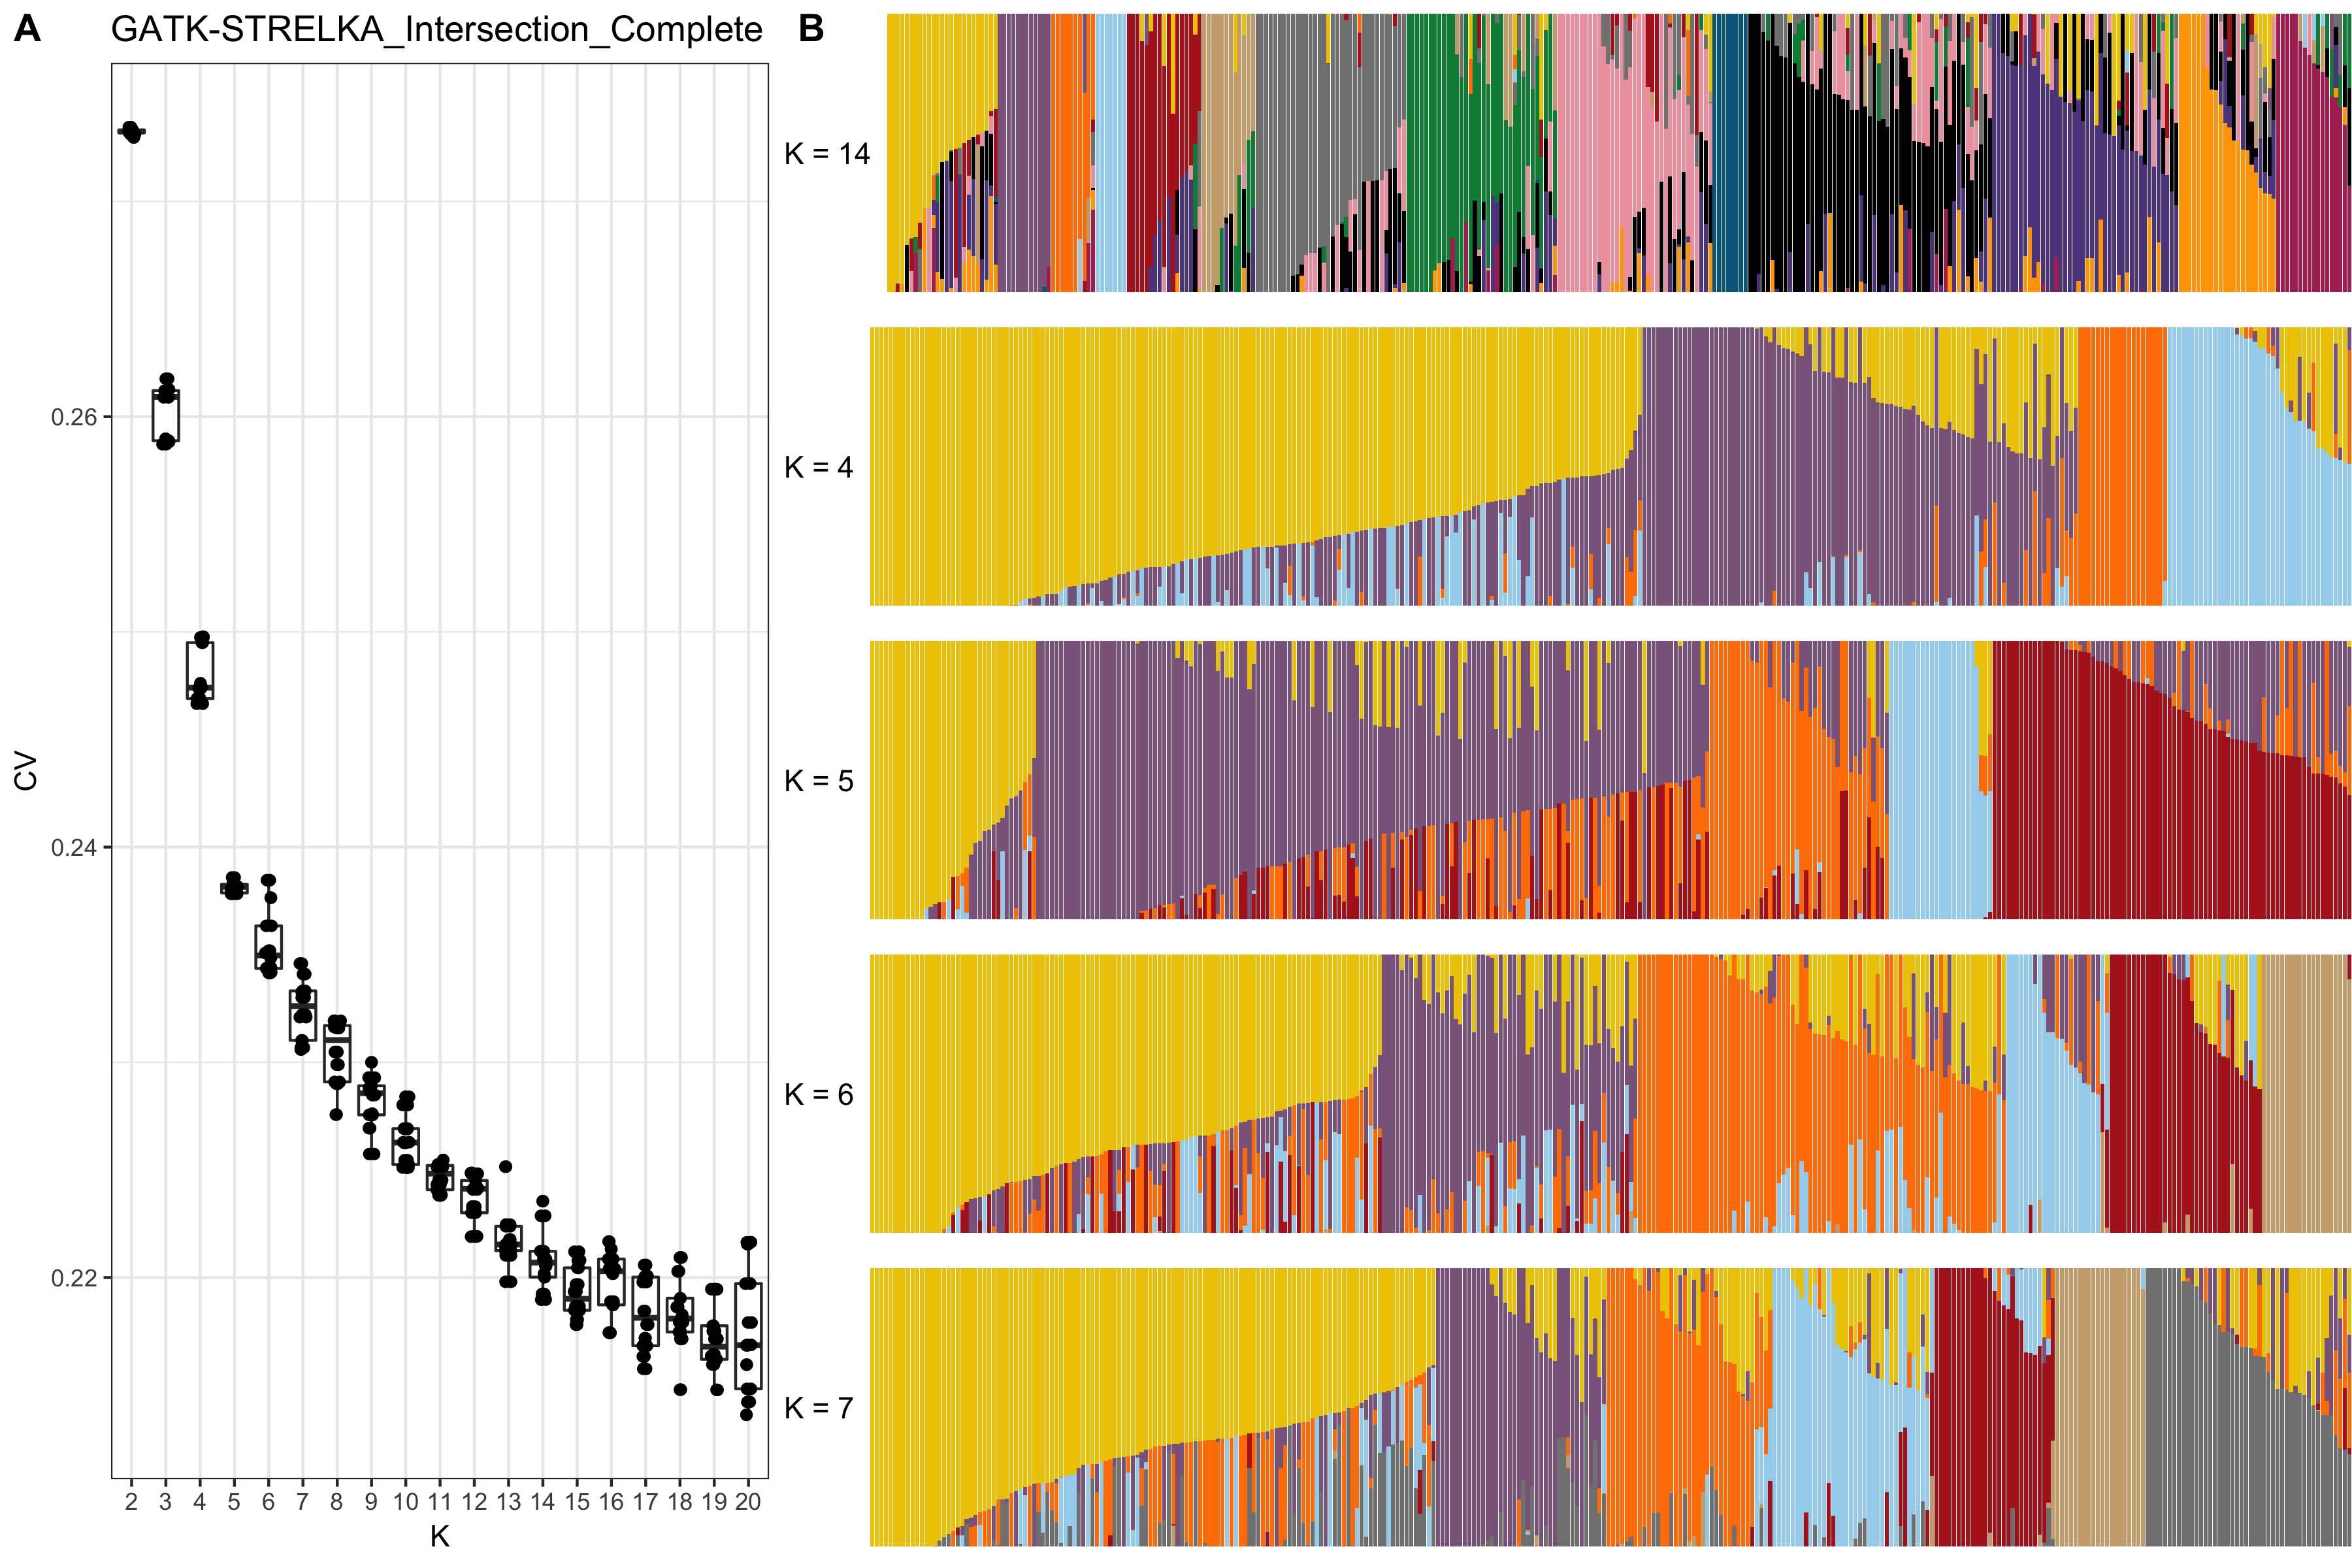 A
GATK-STRELKA_Intersection_Complete
CV
0.26
0.24
0.22
2 3 4 5 6 7 8 9 10 11 12 13 14 15 16 17 18 19 20
K
B
K = 14
K = 4
K = 5
K = 6
K = 7